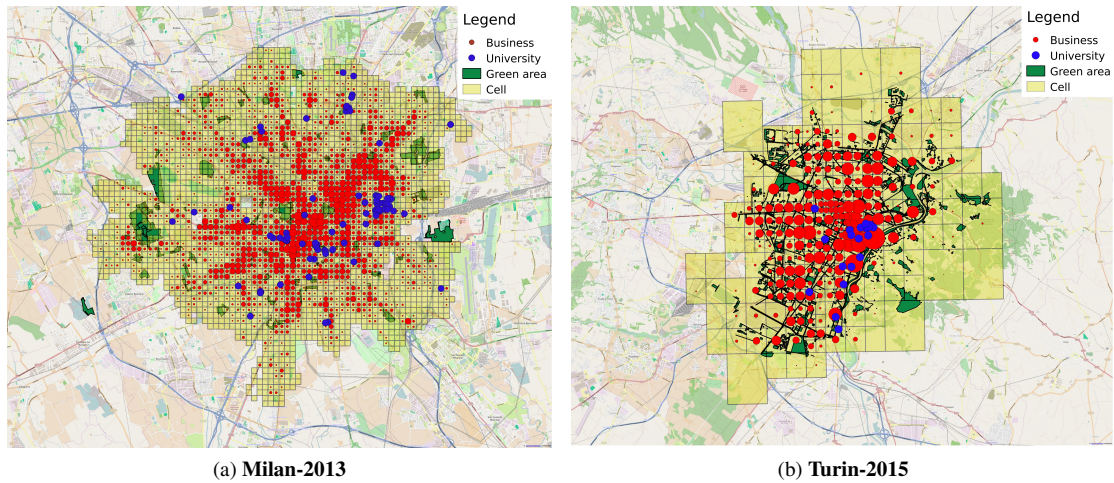 Legend
Business
University
Green area
Cell
Legend
Business
University
Green area
Cell
(a) Milan-2013
(b) Turin-2015